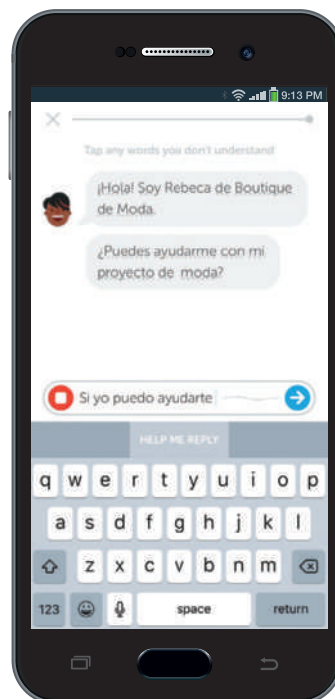 9:13 PM
Tap any words you don't understand
¡Hola! Soy Rebeca de Boutique
de Moda.
¿Puedes ayudarme con mi
proyecto de moda?
Si yo puedo ayudarte
HELP ME REPLY
q w e r t y u i o p
a s d f g h j k l
z x c v b n m
123 space return